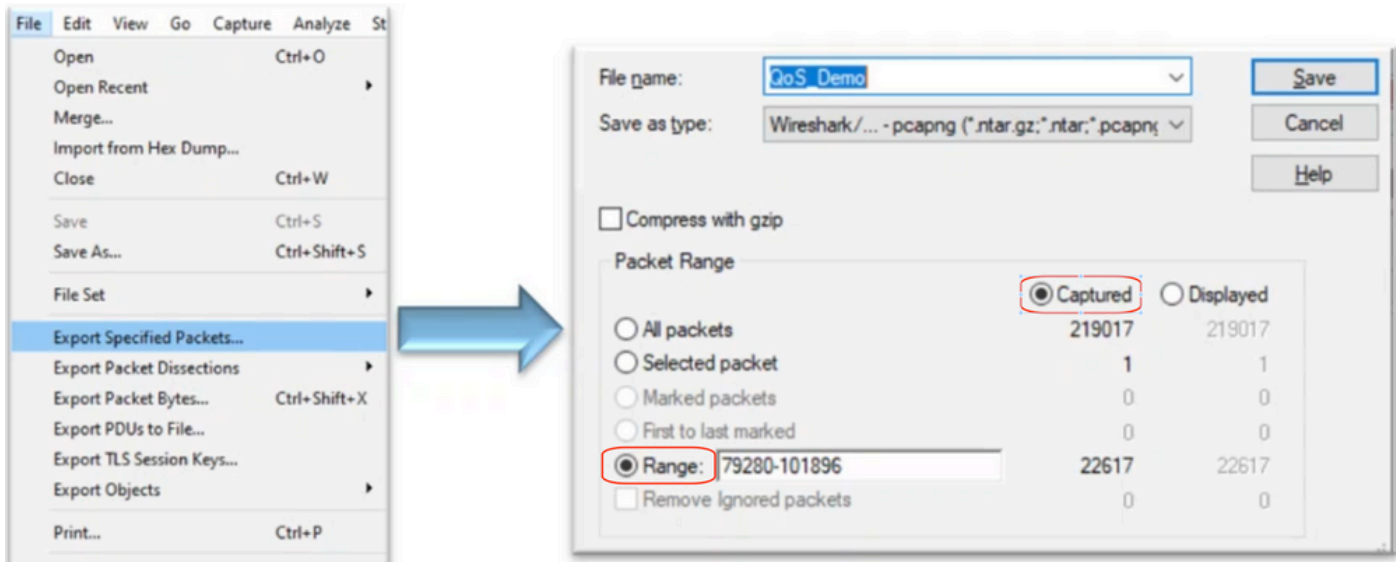 File Edit View Go Capture Analyze St
Open Ctrl+O
Open Recent
Merge...
Import from Hex Dump...
Close Ctrl+W
Save Ctrl+S
Save As... Ctrl+Shift+S
File Set
Export Specified Packets...
Export Packet Dissections
Export Packet Bytes... Ctrl+Shift+X
Export PDUs to File...
Export TLS Session Keys...
Export Objects
Print... Ctrl+P
File name: QoS_Demo Save
Save as type: Wireshark/... - pcapng (*.ntar.gz;*.ntar;*.pcapng Cancel
Help
Compress with gzip
Packet Range
Captured Displayed
All packets 219017 219017
Selected packet 1 1
Marked packets 0 0
First to last marked 0 0
Range: 79280-101896 22617 22617
Remove Ignored packets 0 0